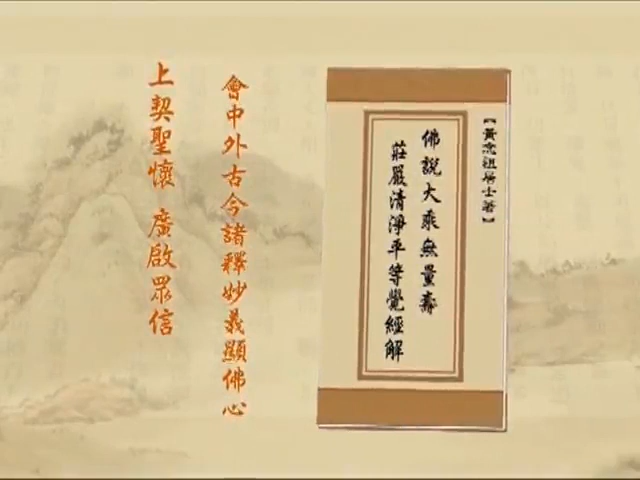 【黃念祖居士著】
佛說大乘無量壽
莊嚴清淨平等覺經解
會中外古今諸釋妙義顯佛心
上契聖懷 廣啟眾信